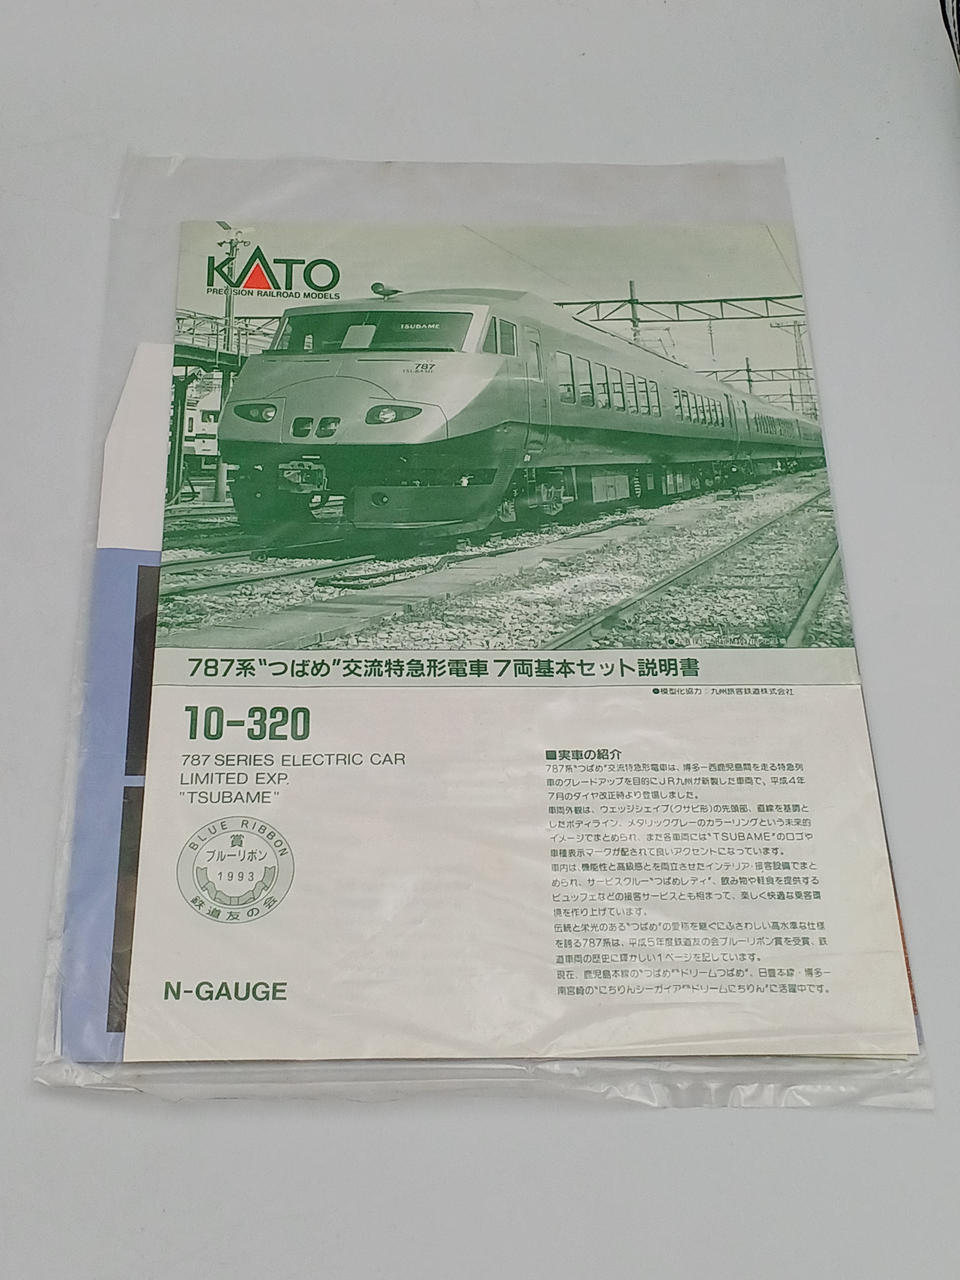 KATO
PRECISION RAILROAD MODELS
TSUBAME
787
TSUBAME
787系"つばめ"交流特急形電車 7両基本セット説明書
●模型化協力：九州旅客鉄道株式会社
10-320
787 SERIES ELECTRIC CAR
LIMITED EXP.
"TSUBAME"
BLUE RIBBON
賞
ブルーリボン
1993
鉄道友の会
N-GAUGE
■実車の紹介
787系"つばめ"交流特急形電車は、博多ー西鹿児島間を走る特急列
車のグレードアップを目的にJR九州が新製した車両で、平成4年
7月のダイヤ改正時より登場しました。
車両外観は、ウェッジシェイプ(クサビ形)の先頭部、直線を基調と
したボディライン、メタリックグレーのカラーリングという未来的
イメージでまとめられ、また各車両には"TSUBAME"のロゴや
車種表示マークが配されて良いアクセントになっています。
車内は、機能性と高級感とを両立させたインテリア・接客設備でまと
められ、サービスクルー"つばめレディ"、飲み物や軽食を提供する
ビュッフェなどの接客サービスとも相まって、楽しく快適な乗客環
境を作り上げています。
伝統と栄光のある"つばめ"の愛称を継ぐにふさわしい高水準な仕様
を誇る787系は、平成5年度鉄道友の会ブルーリボン賞を受賞、鉄
道車両の歴史に輝かしい1ページを記しています。
現在、鹿児島本線の"つばめ""ドリームつばめ"、日豊本線・博多ー
南宮崎の"にちりんシーガイア""ドリームにちりん"に活躍中です。